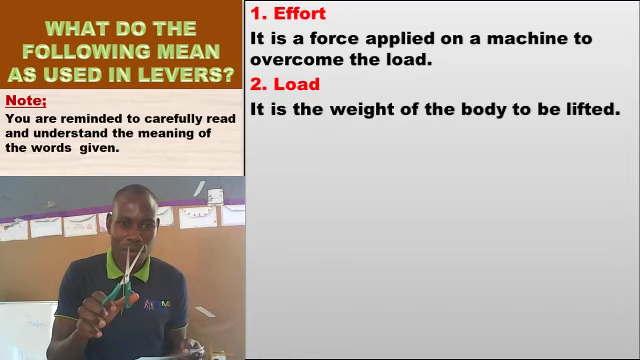 WHAT DO THE
FOLLOWING MEAN
AS USED IN LEVERS?
Note;
You are reminded to carefully read
and understand the meaning of
the words given.
1. Effort
It is a force applied on a machine to
overcome the load.
2. Load
It is the weight of the body to be lifted.